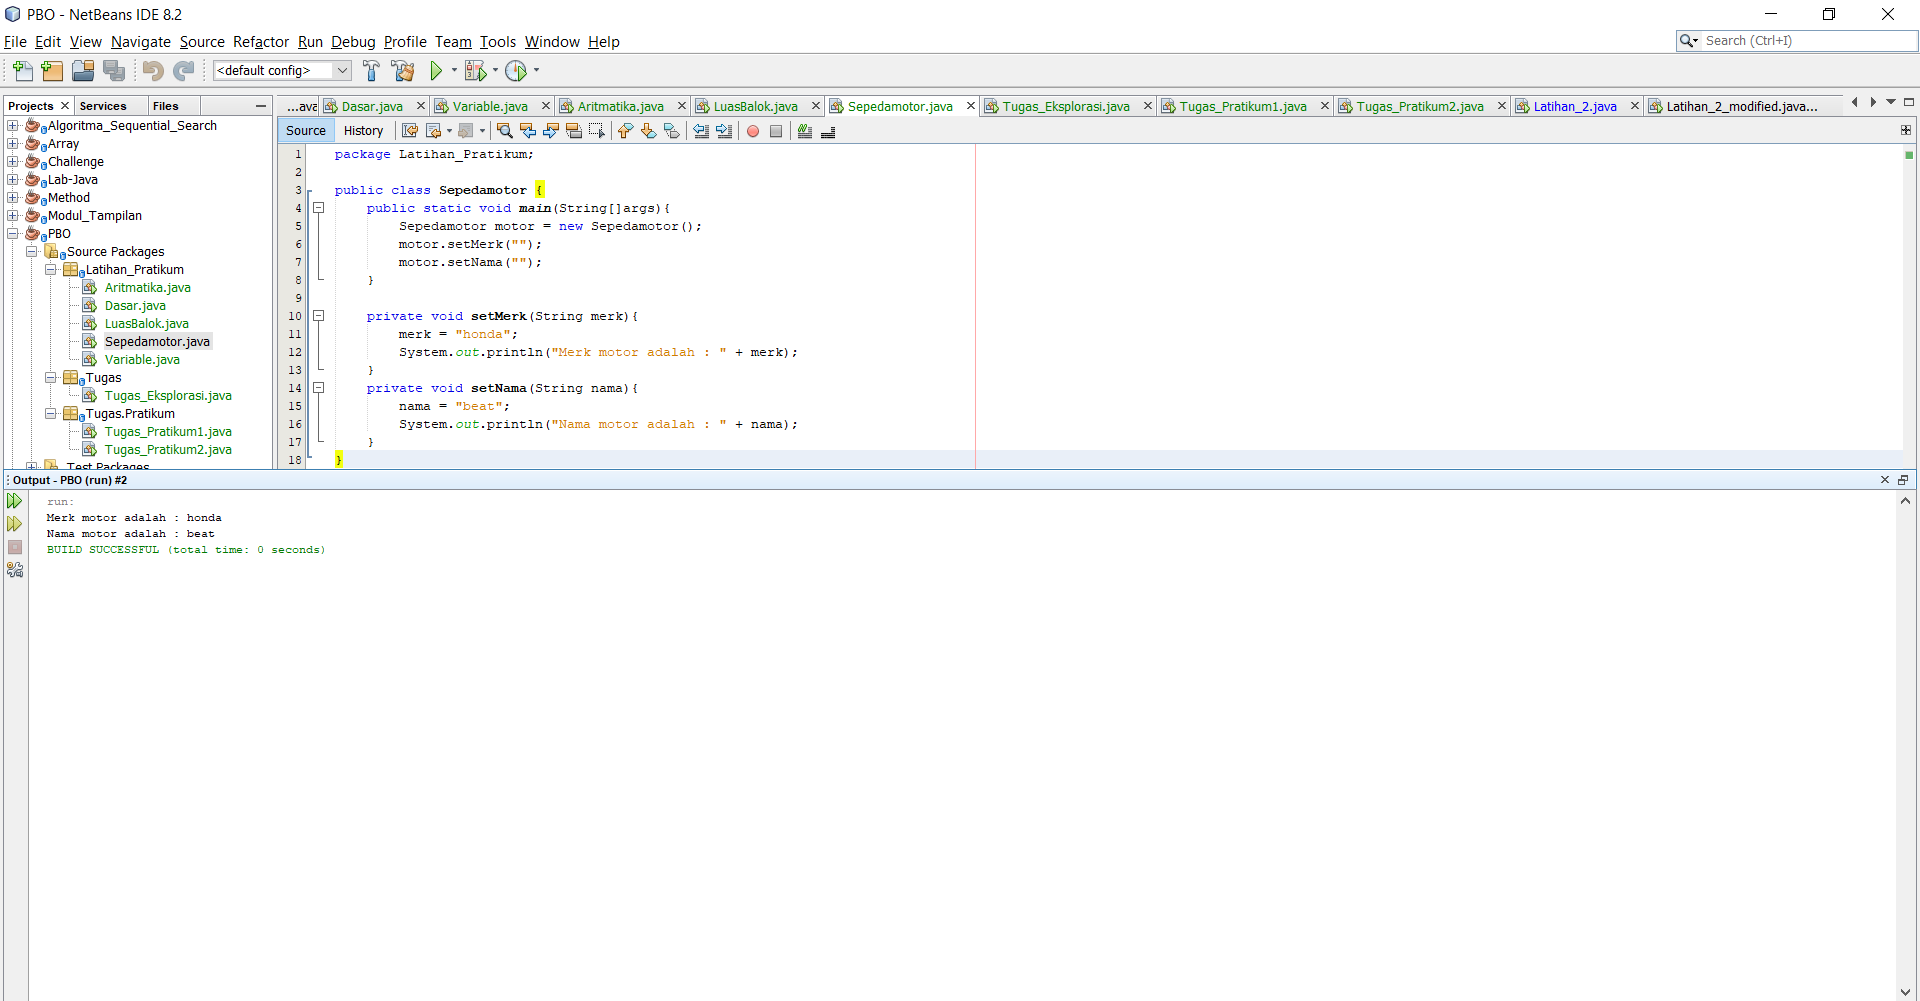 PBO - NetBeans IDE 8.2
File Edit View Navigate Source Refactor Run Debug Profile Team Tools Window Help
Search (Ctrl+I)
<default config>
Projects Services Files
...ava Dasar.java Variable.java Aritmatika.java LuasBalok.java Sepedamotor.java Tugas_Eksplorasi.java Tugas_Pratikum1.java Tugas_Pratikum2.java Latihan_2.java Latihan_2_modified.java...
Algoritma_Sequential_Search
Array
Challenge
Lab-Java
Method
Modul_Tampilan
PBO
Source Packages
Latihan_Pratikum
Aritmatika.java
Dasar.java
LuasBalok.java
Sepedamotor.java
Variable.java
Tugas
Tugas_Eksplorasi.java
Tugas.Pratikum
Tugas_Pratikum1.java
Tugas_Pratikum2.java
Test Packages
Source History
1 package Latihan_Pratikum;
2
3 public class Sepedamotor {
4 public static void main(String[]args){
5 Sepedamotor motor = new Sepedamotor();
6 motor.setMerk("");
7 motor.setNama("");
8 }
9
10 private void setMerk(String merk){
11 merk = "honda";
12 System.out.println("Merk motor adalah : " + merk);
13 }
14 private void setNama(String nama){
15 nama = "beat";
16 System.out.println("Nama motor adalah : " + nama);
17 }
18 }
Output - PBO (run) #2
run:
Merk motor adalah : honda
Nama motor adalah : beat
BUILD SUCCESSFUL (total time: 0 seconds)